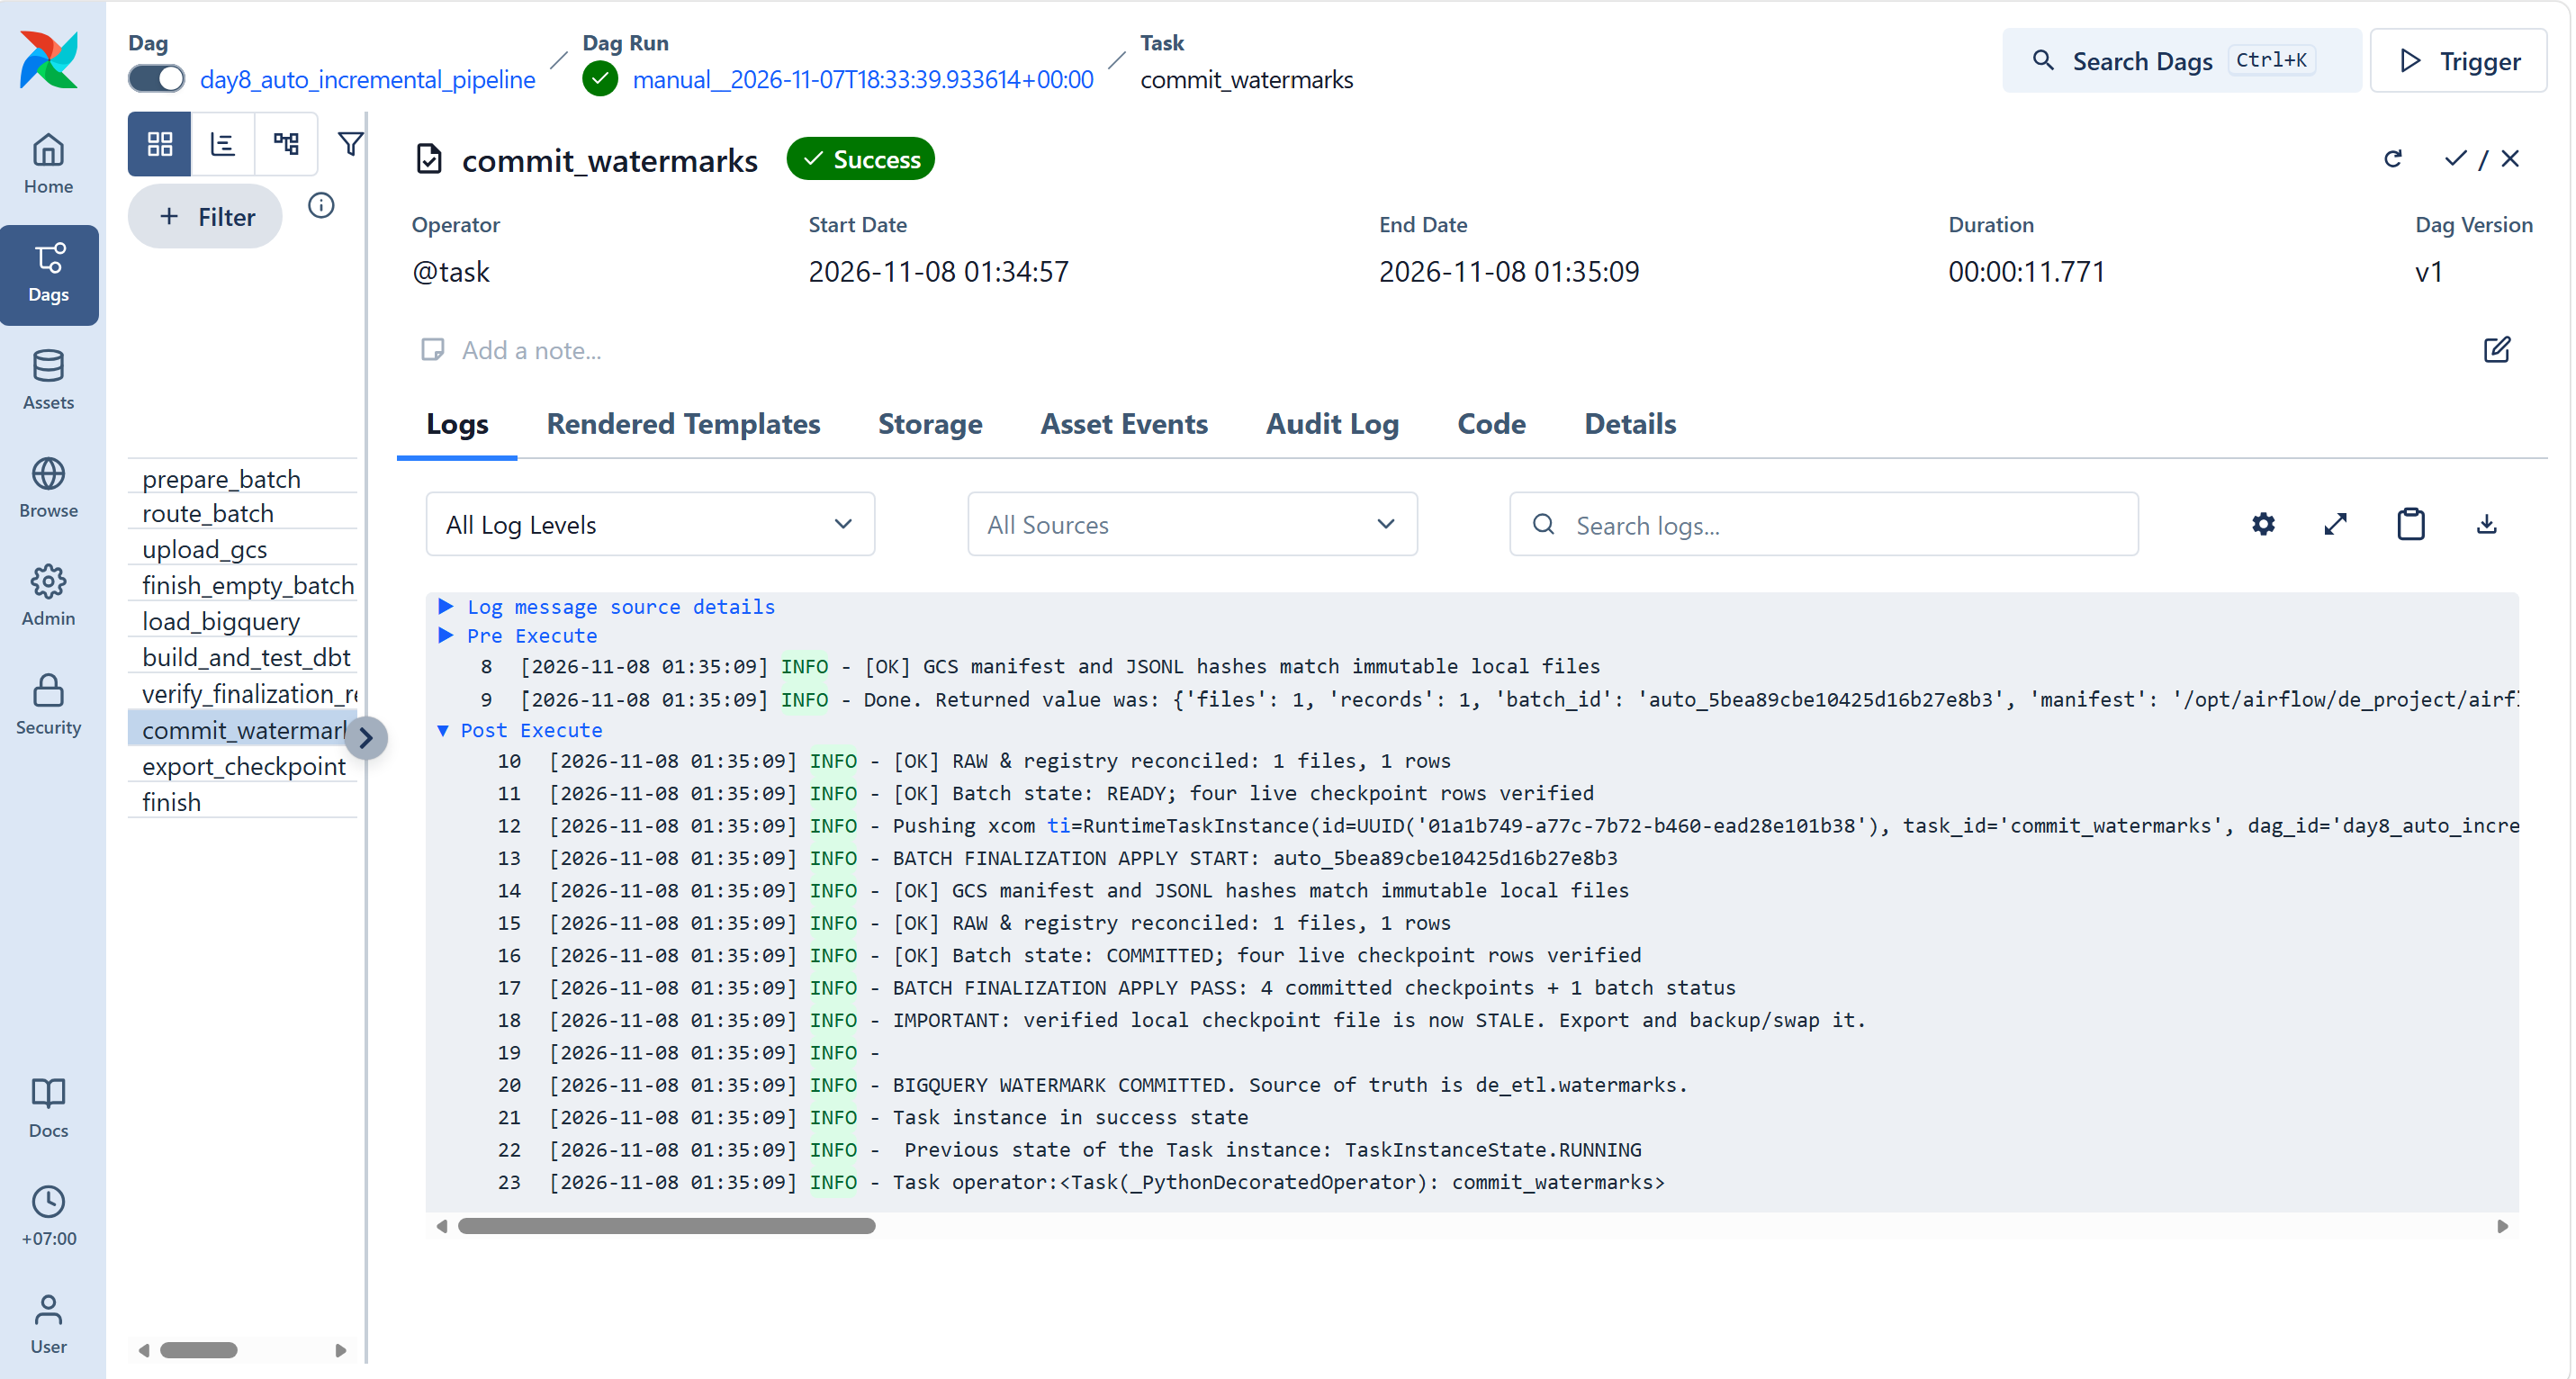 Dag
day8_auto_incremental_pipeline
Dag Run
manual__2026-11-07T18:33:39.933614+00:00
Task
commit_watermarks
Search Dags Ctrl+K
Trigger
Home
Dags
Assets
Browse
Admin
Security
Docs
+07:00
User
Filter
prepare_batch
route_batch
upload_gcs
finish_empty_batch
load_bigquery
build_and_test_dbt
verify_finalization_re
commit_watermark
export_checkpoint
finish
commit_watermarks Success
/
Operator Start Date End Date Duration Dag Version
@task 2026-11-08 01:34:57 2026-11-08 01:35:09 00:00:11.771 v1
Add a note...
Logs Rendered Templates Storage Asset Events Audit Log Code Details
All Log Levels All Sources Search logs...
Log message source details
Pre Execute
8 [2026-11-08 01:35:09] INFO - [OK] GCS manifest and JSONL hashes match immutable local files
9 [2026-11-08 01:35:09] INFO - Done. Returned value was: {'files': 1, 'records': 1, 'batch_id': 'auto_5bea89cbe10425d16b27e8b3', 'manifest': '/opt/airflow/de_project/airfl
Post Execute
10 [2026-11-08 01:35:09] INFO - [OK] RAW & registry reconciled: 1 files, 1 rows
11 [2026-11-08 01:35:09] INFO - [OK] Batch state: READY; four live checkpoint rows verified
12 [2026-11-08 01:35:09] INFO - Pushing xcom ti=RuntimeTaskInstance(id=UUID('01a1b749-a77c-7b72-b460-ead28e101b38'), task_id='commit_watermarks', dag_id='day8_auto_incre
13 [2026-11-08 01:35:09] INFO - BATCH FINALIZATION APPLY START: auto_5bea89cbe10425d16b27e8b3
14 [2026-11-08 01:35:09] INFO - [OK] GCS manifest and JSONL hashes match immutable local files
15 [2026-11-08 01:35:09] INFO - [OK] RAW & registry reconciled: 1 files, 1 rows
16 [2026-11-08 01:35:09] INFO - [OK] Batch state: COMMITTED; four live checkpoint rows verified
17 [2026-11-08 01:35:09] INFO - BATCH FINALIZATION APPLY PASS: 4 committed checkpoints + 1 batch status
18 [2026-11-08 01:35:09] INFO - IMPORTANT: verified local checkpoint file is now STALE. Export and backup/swap it.
19 [2026-11-08 01:35:09] INFO -
20 [2026-11-08 01:35:09] INFO - BIGQUERY WATERMARK COMMITTED. Source of truth is de_etl.watermarks.
21 [2026-11-08 01:35:09] INFO - Task instance in success state
22 [2026-11-08 01:35:09] INFO - Previous state of the Task instance: TaskInstanceState.RUNNING
23 [2026-11-08 01:35:09] INFO - Task operator:<Task(_PythonDecoratedOperator): commit_watermarks>